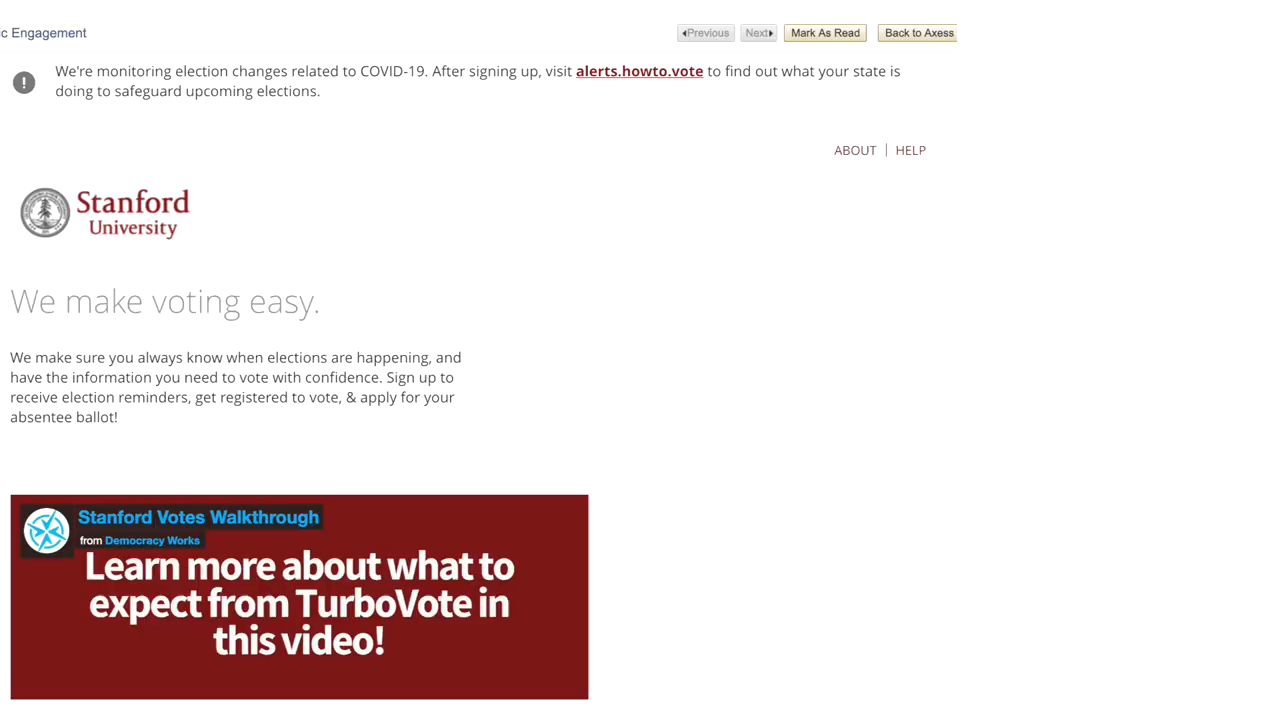 ic Engagement
Previous Next Mark As Read Back to Axess
We're monitoring election changes related to COVID-19. After signing up, visit alerts.howto.vote to find out what your state is
doing to safeguard upcoming elections.
ABOUT | HELP
Stanford
University
We make voting easy.
We make sure you always know when elections are happening, and
have the information you need to vote with confidence. Sign up to
receive election reminders, get registered to vote, & apply for your
absentee ballot!
Stanford Votes Walkthrough
from Democracy Works
Learn more about what to
expect from TurboVote in
this video!